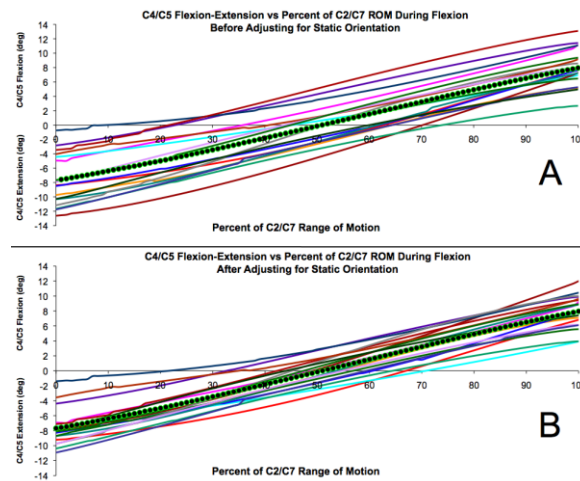 C4/C5 Flexion-Extension vs Percent of C2/C7 ROM During Flexion
Before Adjusting for Static Orientation
C4/C5 Flexion (deg)
C4/C5 Extension (deg)
14
12
10
8
6
4
2
0
-2
-4
-6
-8
-10
-12
-14
0 10 20 30 40 50 60 70 80 90 100
A
Percent of C2/C7 Range of Motion
C4/C5 Flexion-Extension vs Percent of C2/C7 ROM During Flexion
After Adjusting for Static Orientation
C4/C5 Flexion (deg)
C4/C5 Extension (deg)
14
12
10
8
6
4
2
0
-2
-4
-6
-8
-10
-12
-14
0 10 20 30 40 50 60 70 80 90 100
B
Percent of C2/C7 Range of Motion